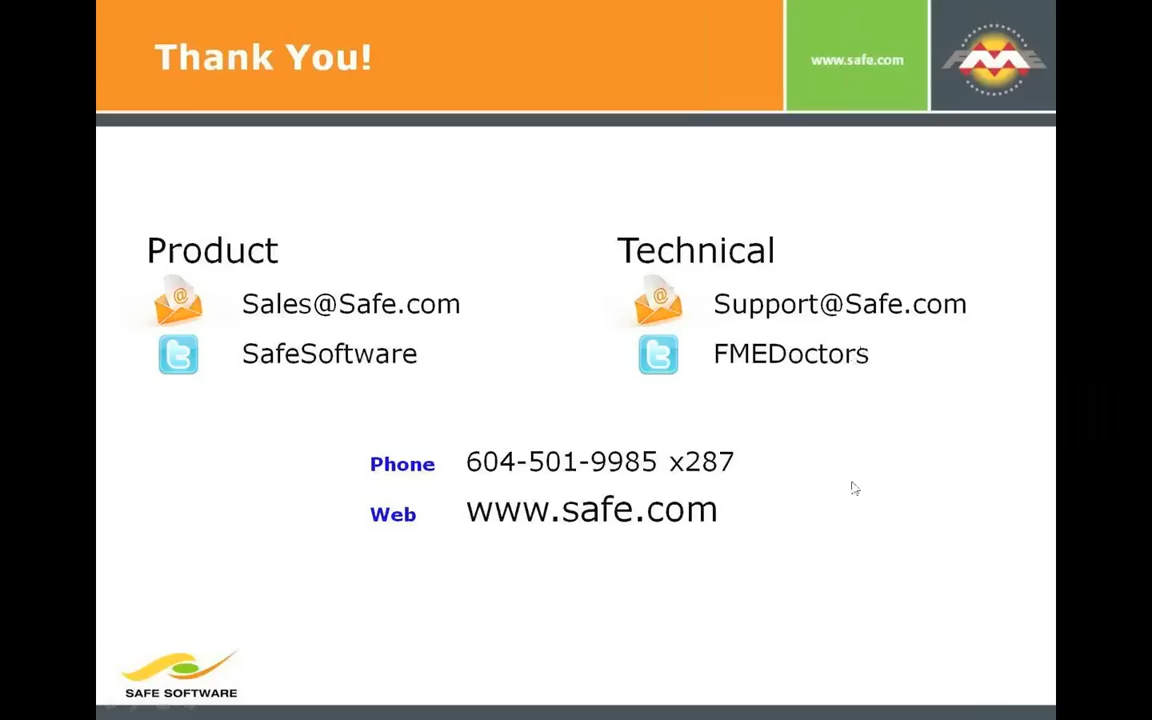 Thank You!
www.safe.com
FME
Product
Sales@Safe.com
SafeSoftware
Technical
Support@Safe.com
FMEDoctors
Phone 604-501-9985 x287
Web www.safe.com
SAFE SOFTWARE